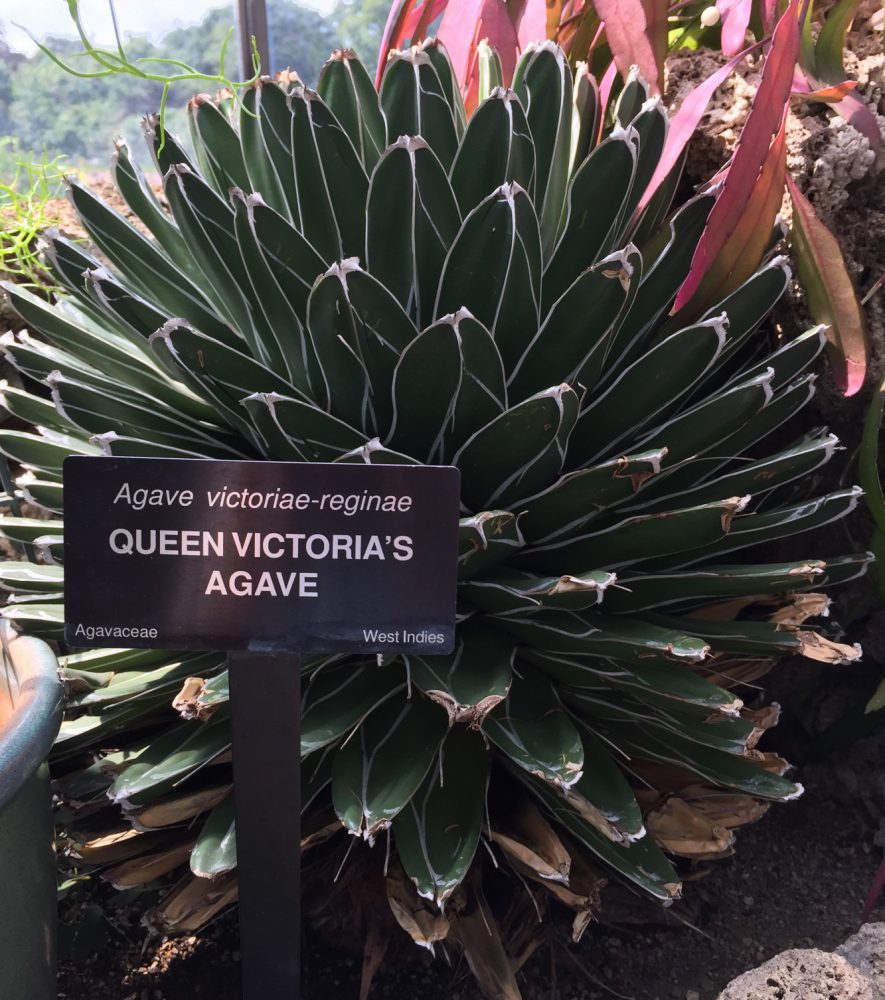 Agave victoriae-reginae
QUEEN VICTORIA'S
AGAVE
Agavaceae West Indies